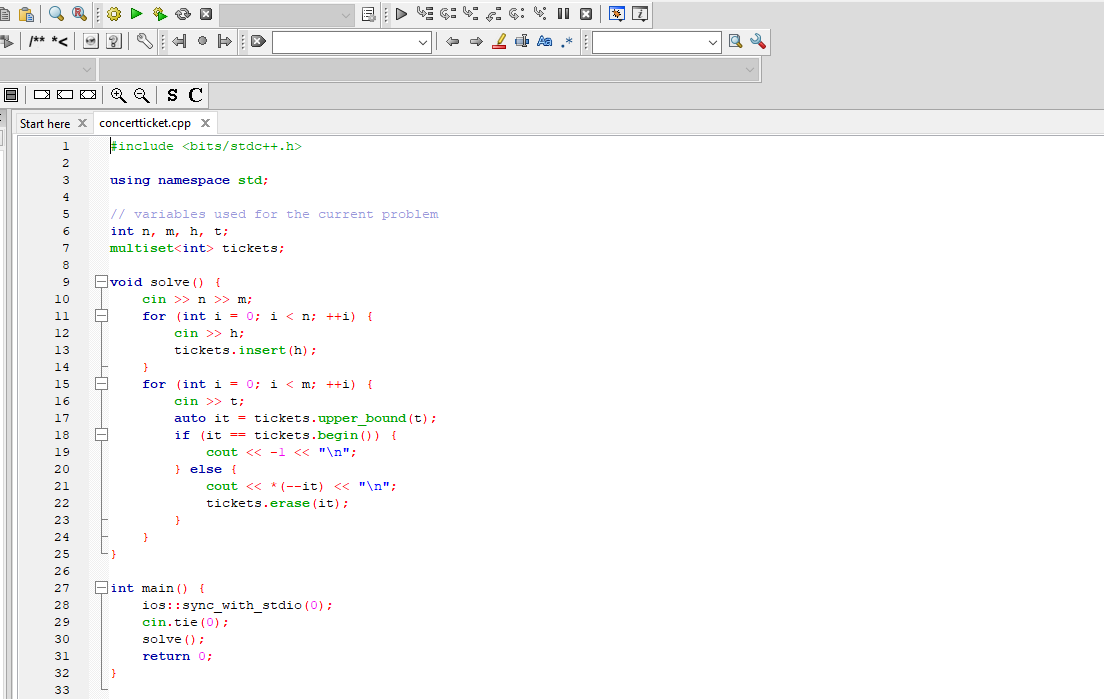 /** *<
Aa .*
S C
Start here concertticket.cpp
1 #include <bits/stdc++.h>
2
3 using namespace std;
4
5 // variables used for the current problem
6 int n, m, h, t;
7 multiset<int> tickets;
8
9 void solve() {
10 cin >> n >> m;
11 for (int i = 0; i < n; ++i) {
12 cin >> h;
13 tickets.insert(h);
14 }
15 for (int i = 0; i < m; ++i) {
16 cin >> t;
17 auto it = tickets.upper_bound(t);
18 if (it == tickets.begin()) {
19 cout << -1 << "\n";
20 } else {
21 cout << *(--it) << "\n";
22 tickets.erase(it);
23 }
24 }
25 }
26
27 int main() {
28 ios::sync_with_stdio(0);
29 cin.tie(0);
30 solve();
31 return 0;
32 }
33